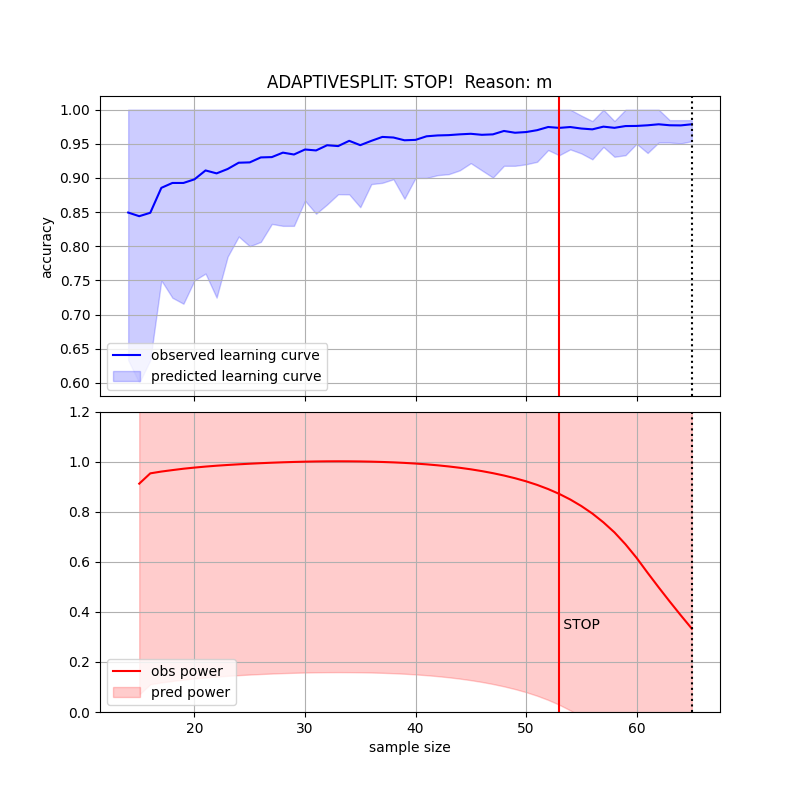 ADAPTIVESPLIT: STOP!  Reason: m
1.00
0.95
0.90
0.85
0.80
0.75
0.70
0.65
0.60
accuracy
observed learning curve
predicted learning curve
1.2
1.0
0.8
0.6
0.4
0.2
0.0
STOP
obs power
pred power
20 30 40 50 60
sample size